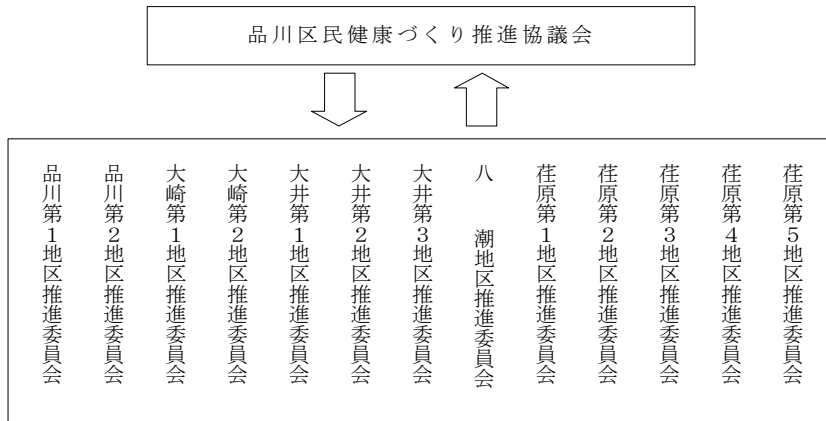 品川区民健康づくり推進協議会
品川第1地区推進委員会
品川第2地区推進委員会
大崎第1地区推進委員会
大崎第2地区推進委員会
大井第1地区推進委員会
大井第2地区推進委員会
大井第3地区推進委員会
八 潮地区推進委員会
荏原第1地区推進委員会
荏原第2地区推進委員会
荏原第3地区推進委員会
荏原第4地区推進委員会
荏原第5地区推進委員会